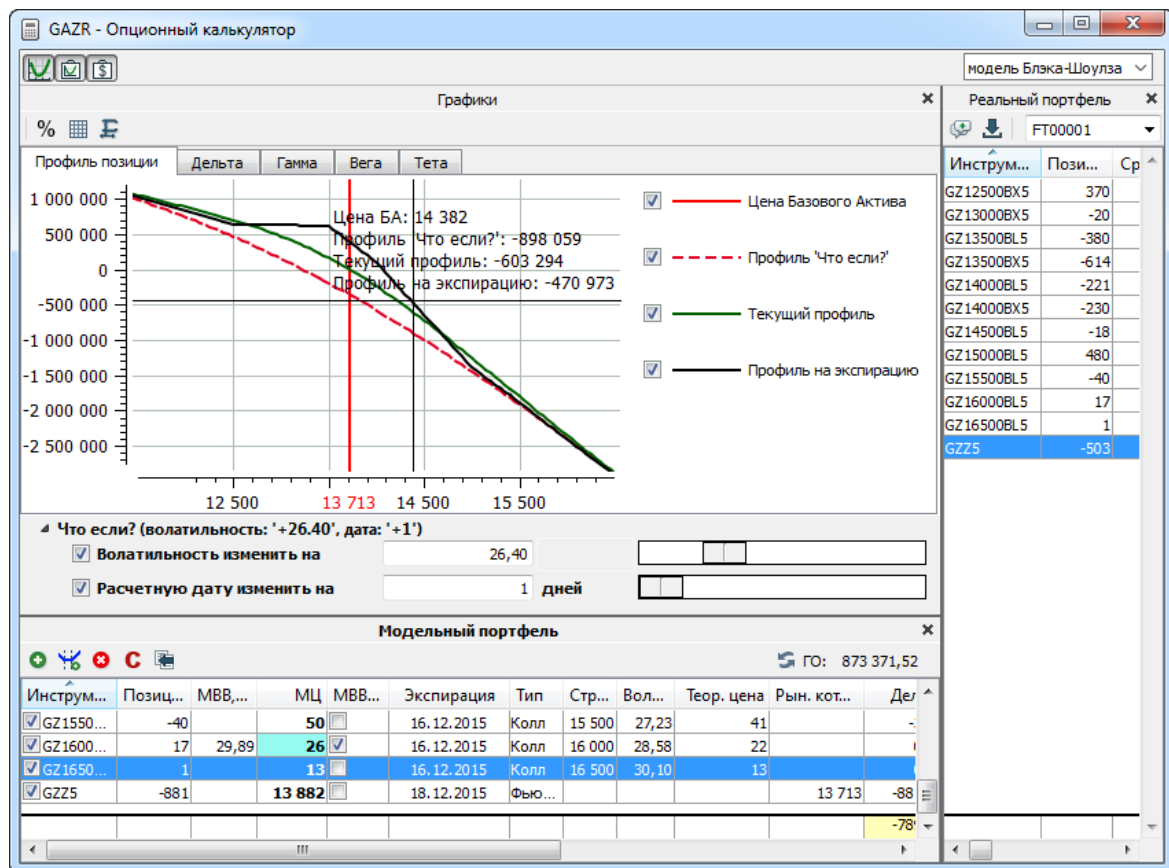 GAZR - Опционный калькулятор
модель Блэка-Шоулза
Графики
%
Профиль позиции Дельта Гамма Вега Тета
1 000 000
500 000
0
-500 000
-1 000 000
-1 500 000
-2 000 000
-2 500 000
12 500 13 713 14 500 15 500
Цена БА: 14 382
Профиль 'Что если?': -898 059
Текущий профиль: -603 294
Профиль на экспирацию: -470 973
Цена Базового Актива
Профиль 'Что если?'
Текущий профиль
Профиль на экспирацию
Что если? (волатильность: '+26.40', дата: '+1')
Волатильность изменить на 26,40
Расчетную дату изменить на 1 дней
Реальный портфель
FT00001
Инструм... Пози... Ср
GZ12500BX5 370
GZ13000BX5 -20
GZ13500BL5 -380
GZ13500BX5 -614
GZ14000BL5 -221
GZ14000BX5 -230
GZ14500BL5 -18
GZ15000BL5 480
GZ15500BL5 -40
GZ16000BL5 17
GZ16500BL5 1
GZZ5 -503
Модельный портфель
C ГО: 873 371,52
Инструм... Позиц... МВВ,... МЦ МВВ... Экспирация Тип Стр... Вол... Теор. цена Рын. кот... Дел
GZ1550... -40 50 16.12.2015 Колл 15 500 27,23 41
GZ1600... 17 29,89 26 16.12.2015 Колл 16 000 28,58 22
GZ1650... 1 13 16.12.2015 Колл 16 500 30,10 13
GZZ5 -881 13 882 18.12.2015 Фью... 13 713 -88
-78